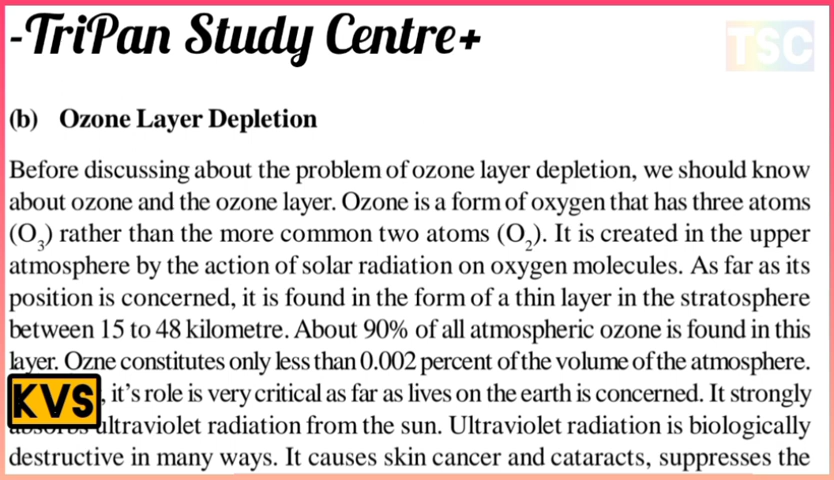 -TriPan Study Centre+
TSC
(b) Ozone Layer Depletion
Before discussing about the problem of ozone layer depletion, we should know
about ozone and the ozone layer. Ozone is a form of oxygen that has three atoms
(O₃) rather than the more common two atoms (O₂). It is created in the upper
atmosphere by the action of solar radiation on oxygen molecules. As far as its
position is concerned, it is found in the form of a thin layer in the stratosphere
between 15 to 48 kilometre. About 90% of all atmospheric ozone is found in this
layer. Ozne constitutes only less than 0.002 percent of the volume of the atmosphere.
KVS
, it's role is very critical as far as lives on the earth is concerned. It strongly
ultraviolet radiation from the sun. Ultraviolet radiation is biologically
destructive in many ways. It causes skin cancer and cataracts, suppresses the